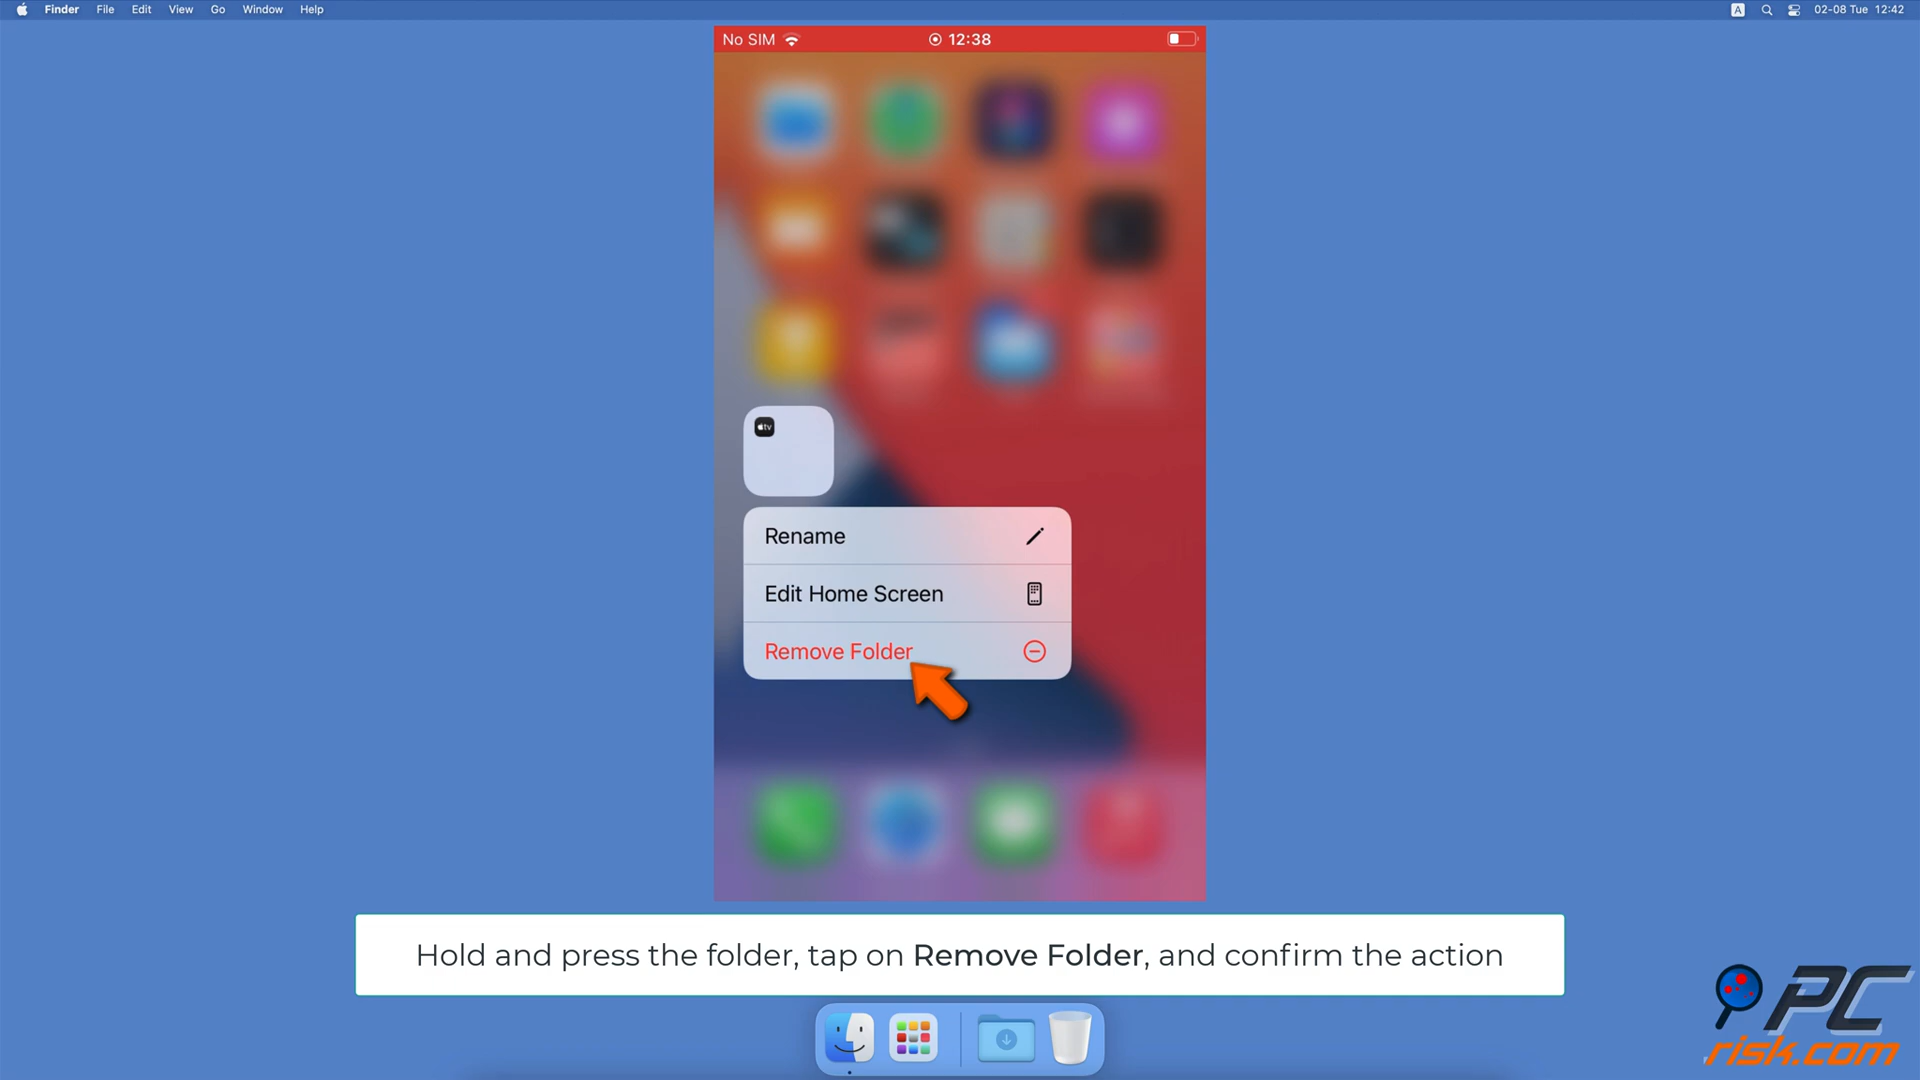 Finder File Edit View Go Window Help
A 02-08 Tue 12:42
No SIM 12:38
tv
Rename
Edit Home Screen
Remove Folder
Hold and press the folder, tap on Remove Folder, and confirm the action
PC
risk.com